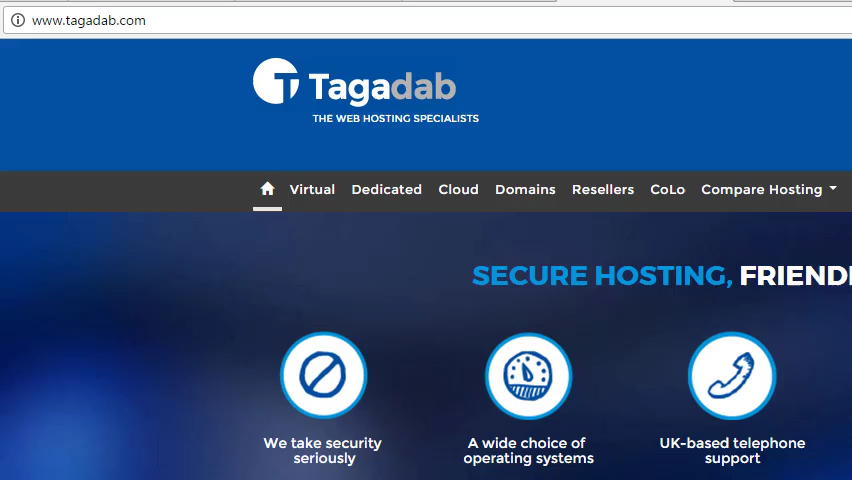 www.tagadab.com
Tagadab
THE WEB HOSTING SPECIALISTS
Virtual Dedicated Cloud Domains Resellers CoLo Compare Hosting
SECURE HOSTING,
We take security
seriously
A wide choice of
operating systems
UK-based telephone
support